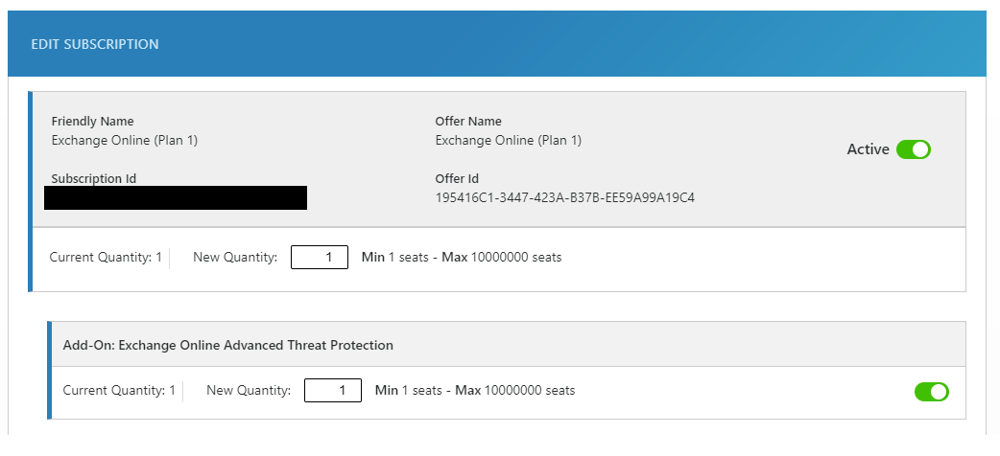 EDIT SUBSCRIPTION
Friendly Name
Exchange Online (Plan 1)
Offer Name
Exchange Online (Plan 1)
Active
Subscription Id
Offer Id
195416C1-3447-423A-B37B-EE59A99A19C4
Current Quantity: 1
New Quantity: 1 Min 1 seats - Max 10000000 seats
Add-On: Exchange Online Advanced Threat Protection
Current Quantity: 1
New Quantity: 1 Min 1 seats - Max 10000000 seats